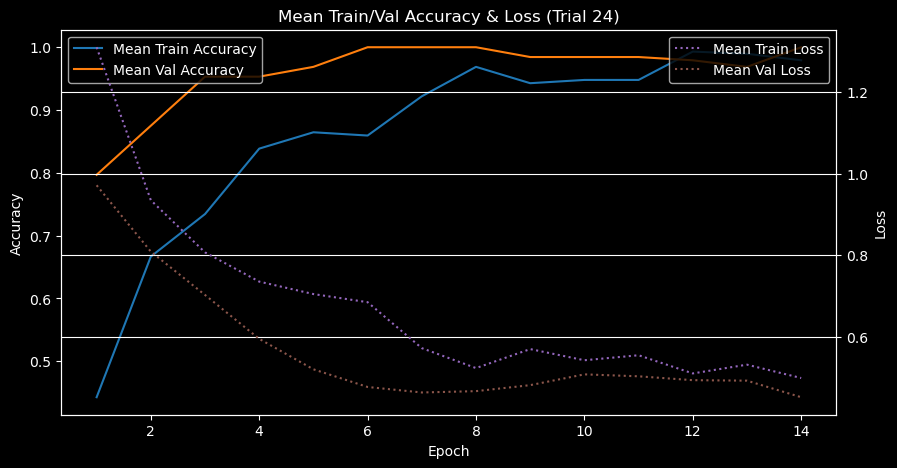 Mean Train/Val Accuracy & Loss (Trial 24)
Mean Train Accuracy
Mean Val Accuracy
Mean Train Loss
Mean Val Loss
1.0
0.9
0.8
0.7
0.6
0.5
Accuracy
1.2
1.0
0.8
0.6
Loss
2 4 6 8 10 12 14
Epoch